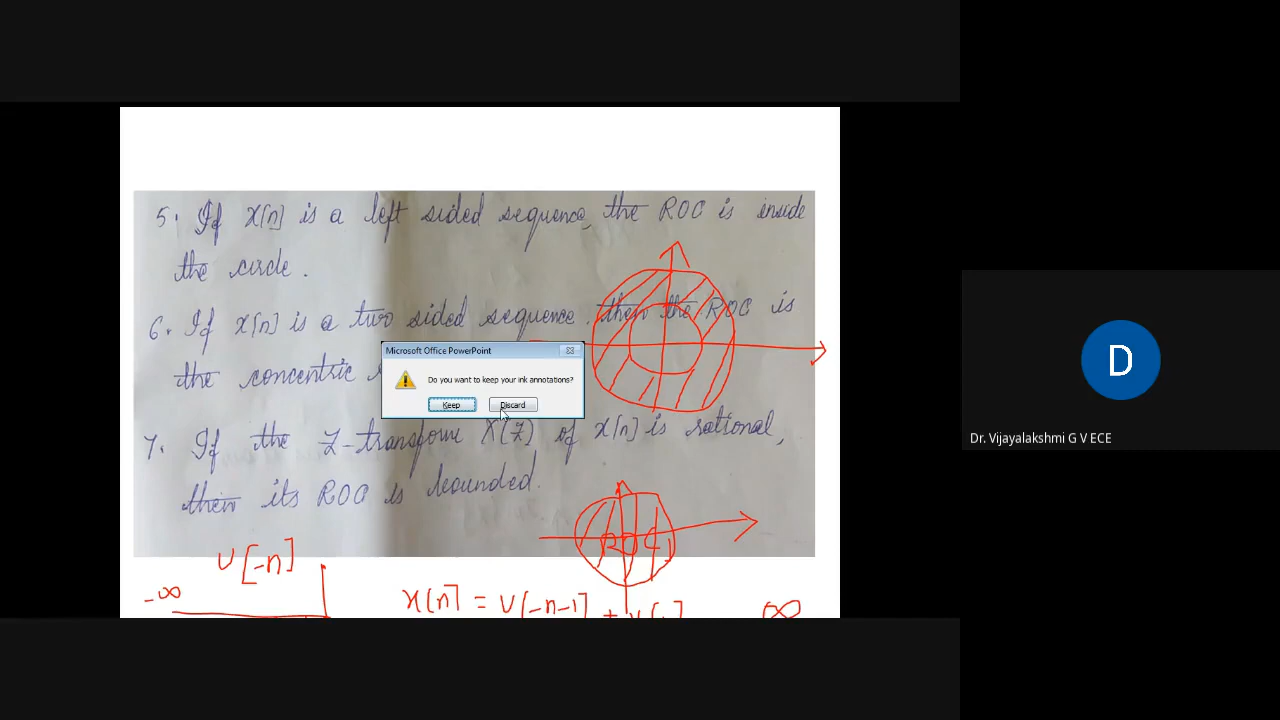 5. If x[n] is a left sided sequence, the ROC is inside
the circle.
6. If x[n] is a two sided sequence, then the ROC is
the concentric
7. If the Z-transform X(Z) of x[n] is rational,
then its ROC is bounded.
Microsoft Office PowerPoint
Do you want to keep your ink annotations?
Keep
Discard
ROC
U[-n]
-∞
x[n] = U[-n-1] +
∞
D
Dr. Vijayalakshmi G V ECE